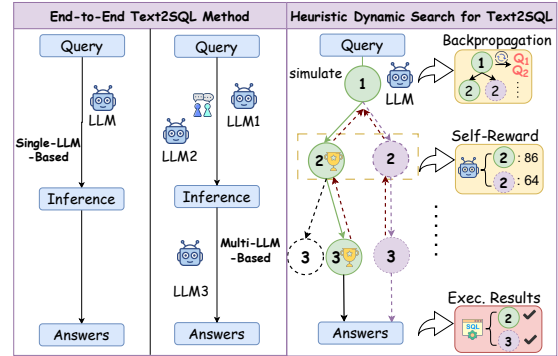 End-to-End Text2SQL Method
Query
LLM
Single-LLM
-Based
Inference
Answers
Query
LLM1
LLM2
Inference
Multi-LLM
-Based
LLM3
Answers
Heuristic Dynamic Search for Text2SQL
Query
simulate
1
LLM
2
2
3
3
3
Answers
Backpropagation
1
Q1
Q2
2
2
Self-Reward
2 : 86
2 : 64
Exec. Results
SQL
2
3